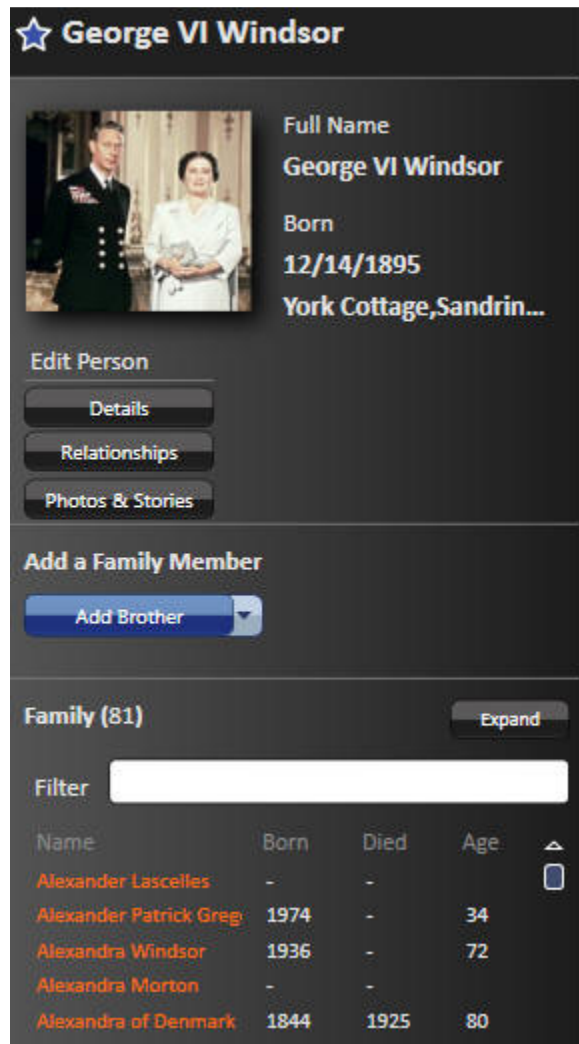 George VI Windsor
Full Name
George VI Windsor
Born
12/14/1895
York Cottage,Sandrin...
Edit Person
Details
Relationships
Photos & Stories
Add a Family Member
Add Brother
Family (81)
Expand
Filter
Name Born Died Age
Alexander Lascelles - -
Alexander Patrick Greg 1974 - 34
Alexandra Windsor 1936 - 72
Alexandra Morton - -
Alexandra of Denmark 1844 1925 80